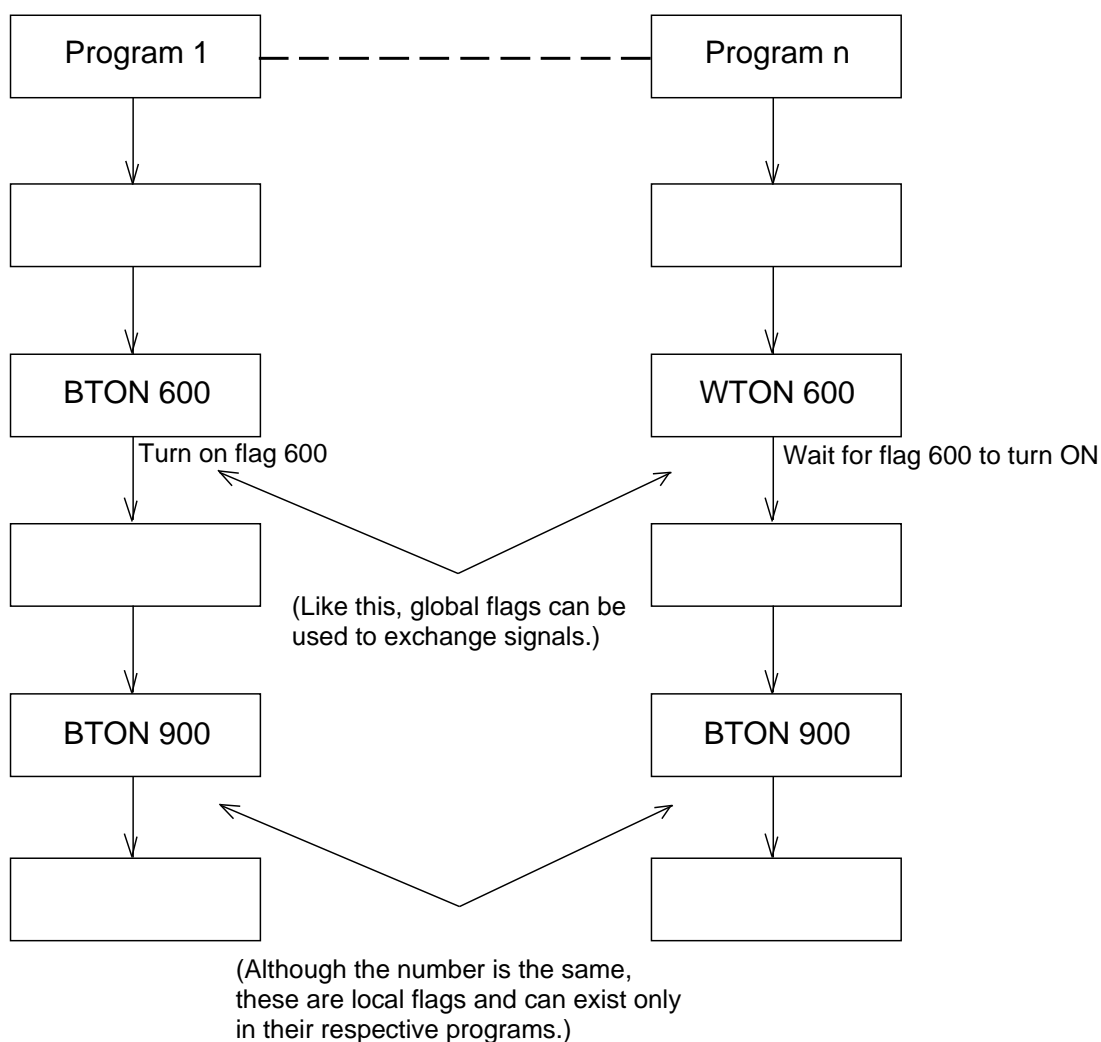 Program 1
Program n
BTON 600
WTON 600
Turn on flag 600
Wait for flag 600 to turn ON
(Like this, global flags can be
used to exchange signals.)
BTON 900
BTON 900
(Although the number is the same,
these are local flags and can exist only
in their respective programs.)